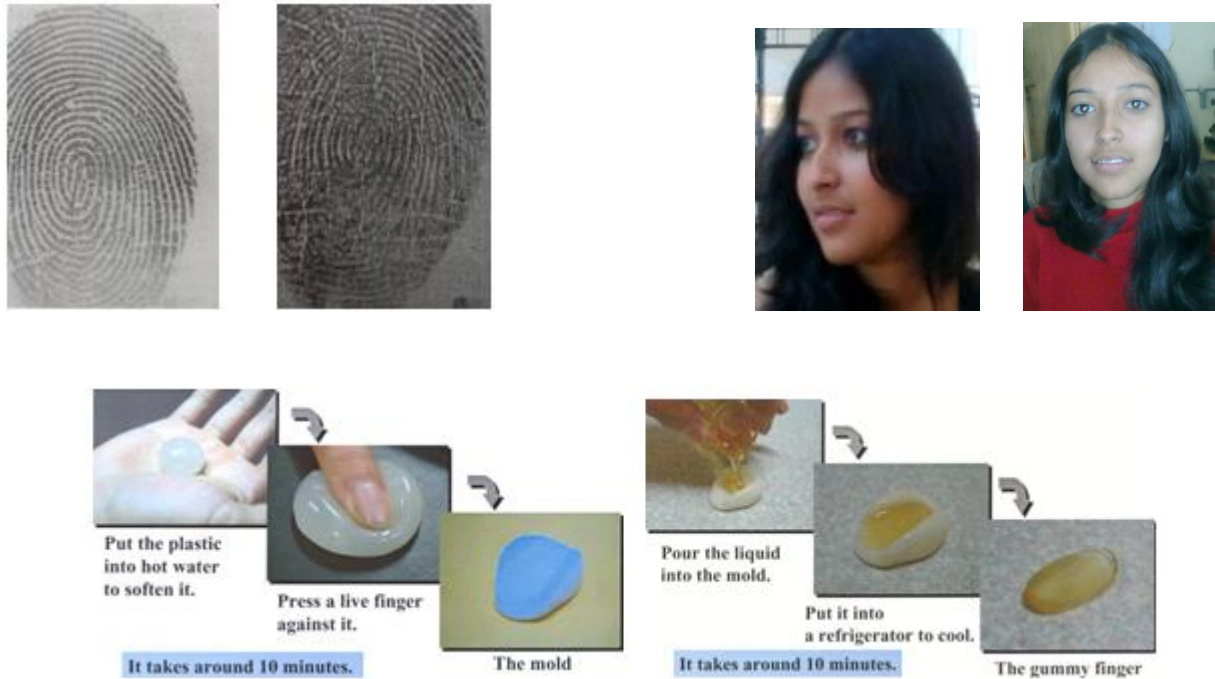 Put the plastic
into hot water
to soften it.
Press a live finger
against it.
The mold
It takes around 10 minutes.
Pour the liquid
into the mold.
Put it into
a refrigerator to cool.
The gummy finger
It takes around 10 minutes.